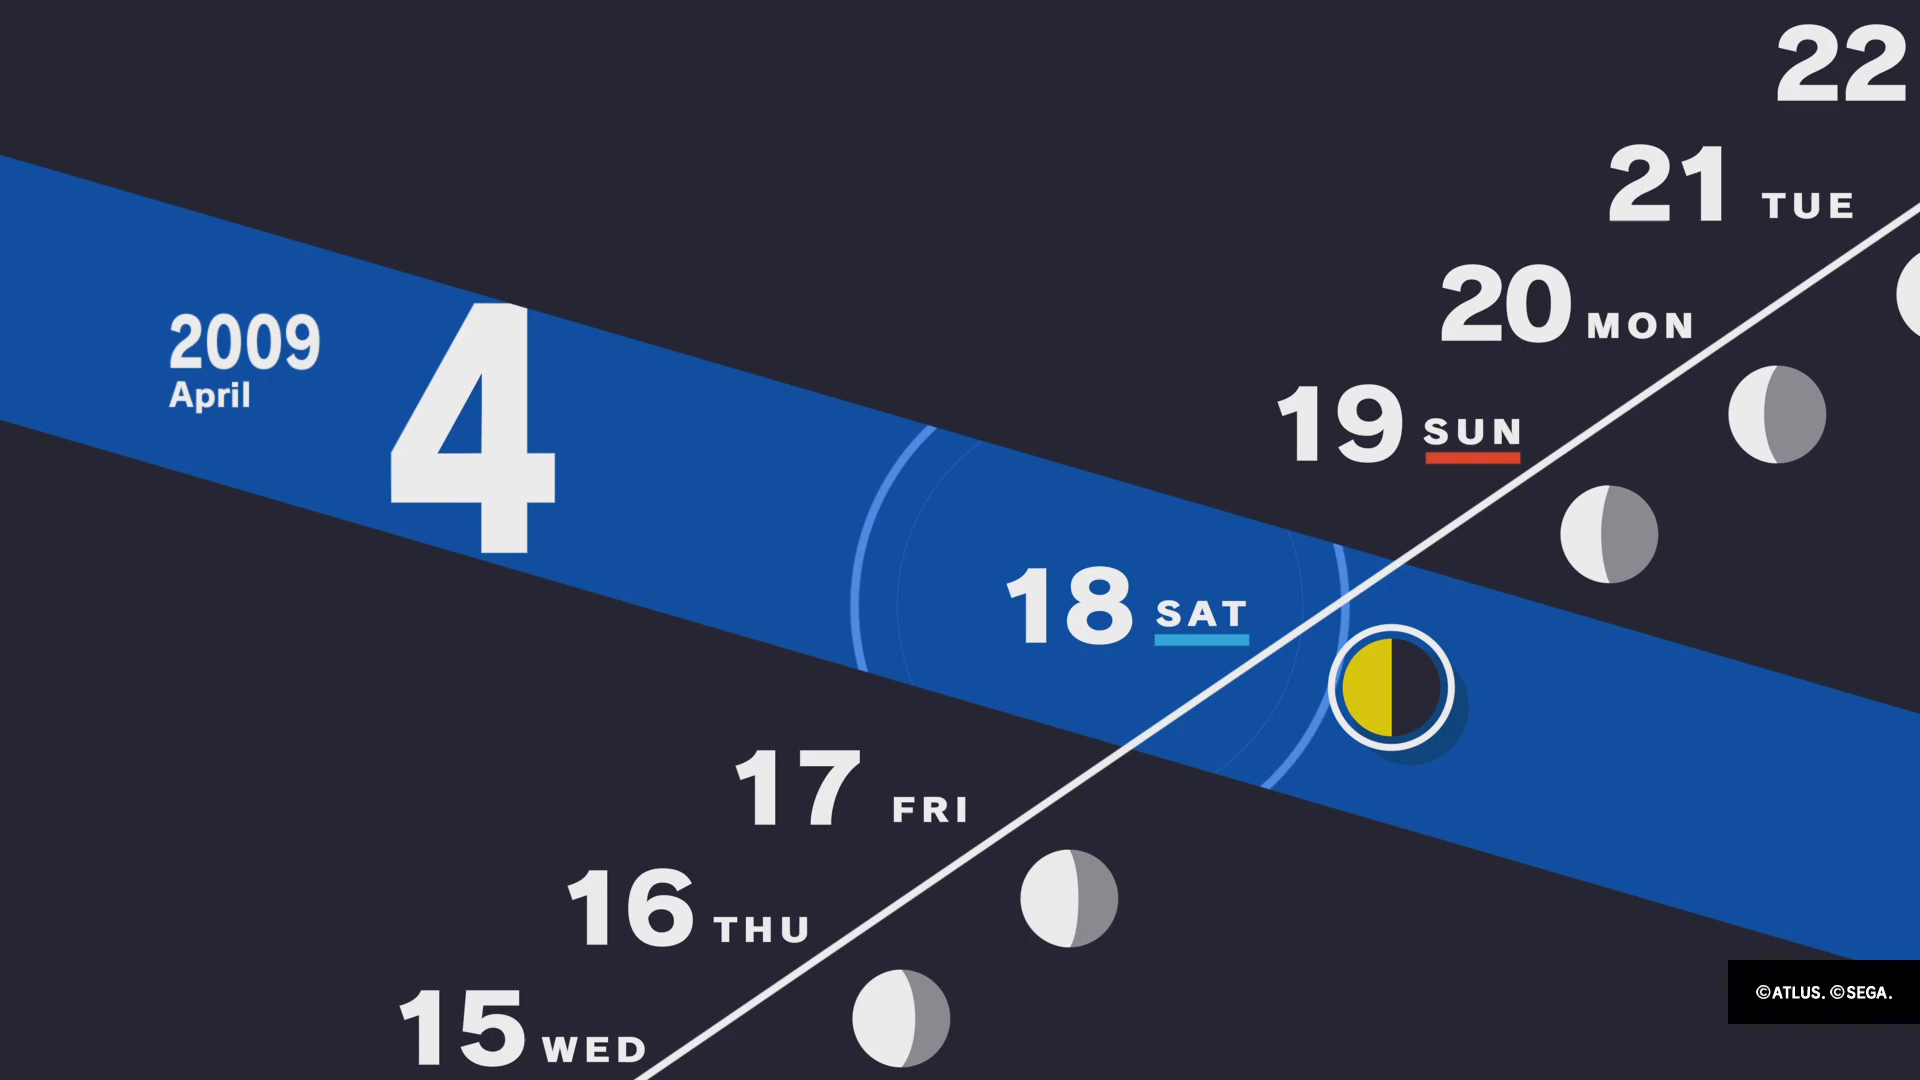 22
21 TUE
20 MON
19 SUN
2009
April
4
18 SAT
17 FRI
16 THU
15 WED
©ATLUS. ©SEGA.